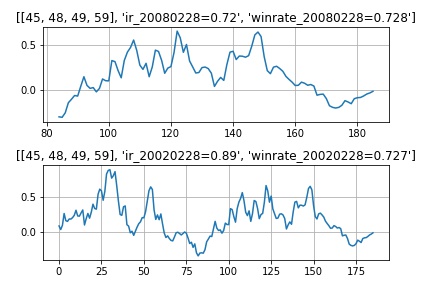 [[45, 48, 49, 59], 'ir_20080228=0.72', 'winrate_20080228=0.728']
0.5
0.0
80 100 120 140 160 180
[[45, 48, 49, 59], 'ir_20020228=0.89', 'winrate_20020228=0.727']
0.5
0.0
0 25 50 75 100 125 150 175